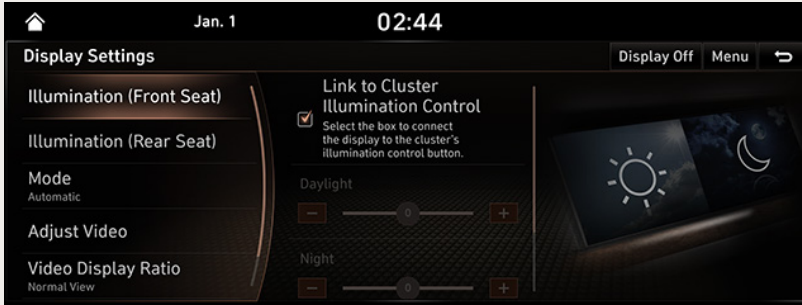 Jan. 1
02:44
Display Settings
Display Off
Menu
Illumination (Front Seat)
Illumination (Rear Seat)
Mode
Automatic
Adjust Video
Video Display Ratio
Normal View
Link to Cluster
Illumination Control
Select the box to connect
the display to the cluster's
illumination control button.
Daylight
0
Night
0